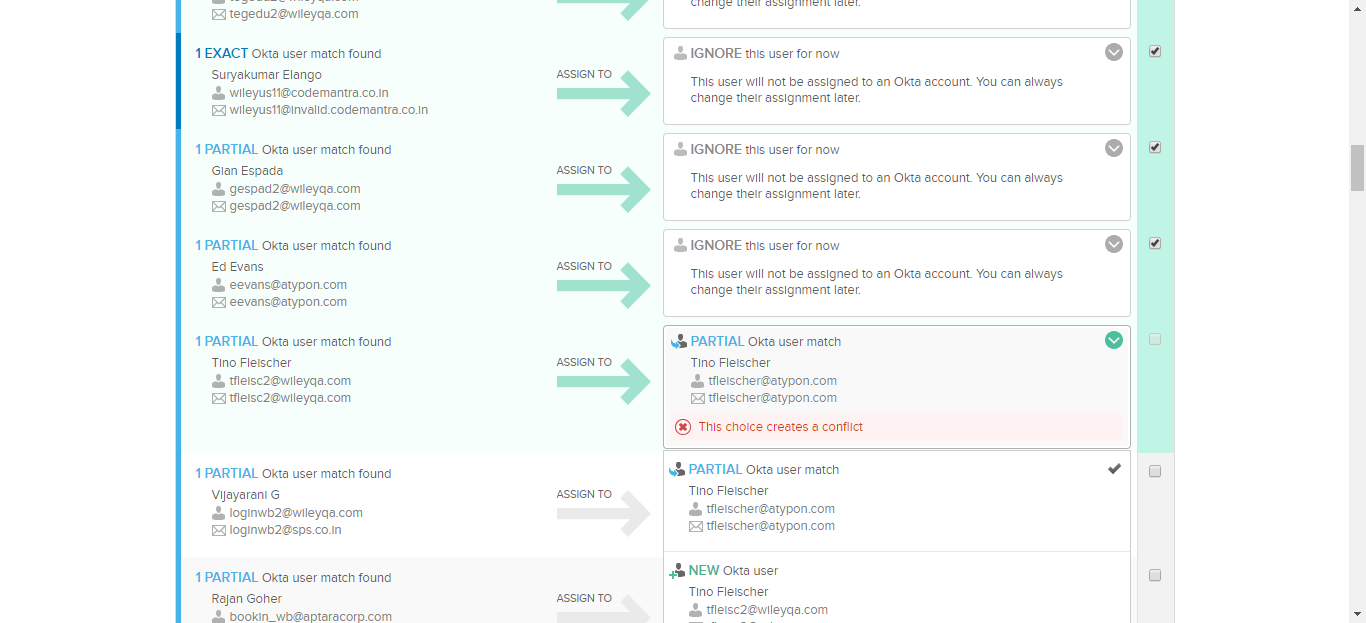 tegedu2@wileyqa.com
change their assignment later.
1 EXACT Okta user match found
Suryakumar Elango
wileyus11@codemantra.co.in
wileyus11@invalid.codemantra.co.in
ASSIGN TO
IGNORE this user for now
This user will not be assigned to an Okta account. You can always
change their assignment later.
1 PARTIAL Okta user match found
Gian Espada
gespad2@wileyqa.com
gespad2@wileyqa.com
ASSIGN TO
IGNORE this user for now
This user will not be assigned to an Okta account. You can always
change their assignment later.
1 PARTIAL Okta user match found
Ed Evans
eevans@atypon.com
eevans@atypon.com
ASSIGN TO
IGNORE this user for now
This user will not be assigned to an Okta account. You can always
change their assignment later.
1 PARTIAL Okta user match found
Tino Fleischer
tfleisc2@wileyqa.com
tfleisc2@wileyqa.com
ASSIGN TO
PARTIAL Okta user match
Tino Fleischer
tfleischer@atypon.com
tfleischer@atypon.com
This choice creates a conflict
1 PARTIAL Okta user match found
Vijayarani G
loginwb2@wileyqa.com
loginwb2@sps.co.in
ASSIGN TO
PARTIAL Okta user match
Tino Fleischer
tfleischer@atypon.com
tfleischer@atypon.com
1 PARTIAL Okta user match found
Rajan Goher
bookin_wb@aptaracorp.com
ASSIGN TO
NEW Okta user
Tino Fleischer
tfleisc2@wileyqa.com